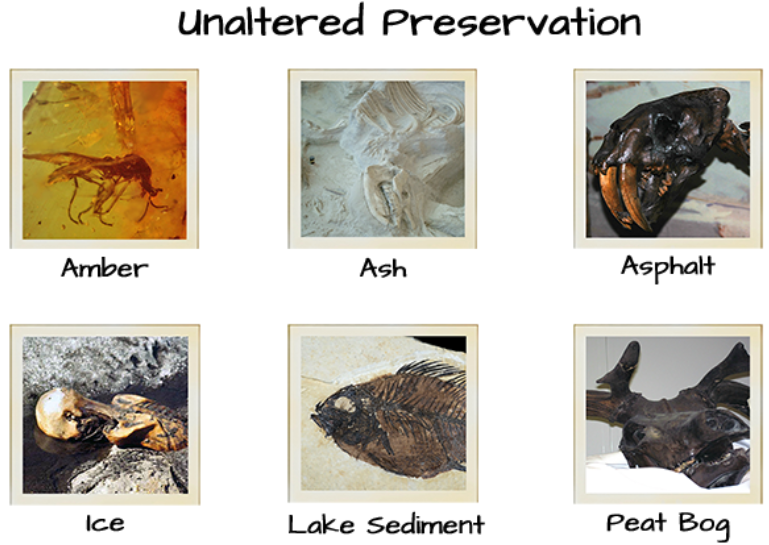 Unaltered Preservation
Amber
Ash
Asphalt
Ice
Lake Sediment
Peat Bog